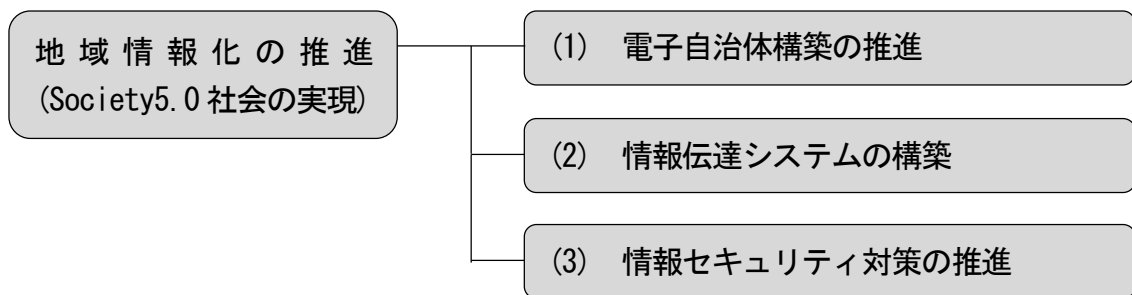 地域情報化の推進
(Society5.0社会の実現)
(1) 電子自治体構築の推進
(2) 情報伝達システムの構築
(3) 情報セキュリティ対策の推進